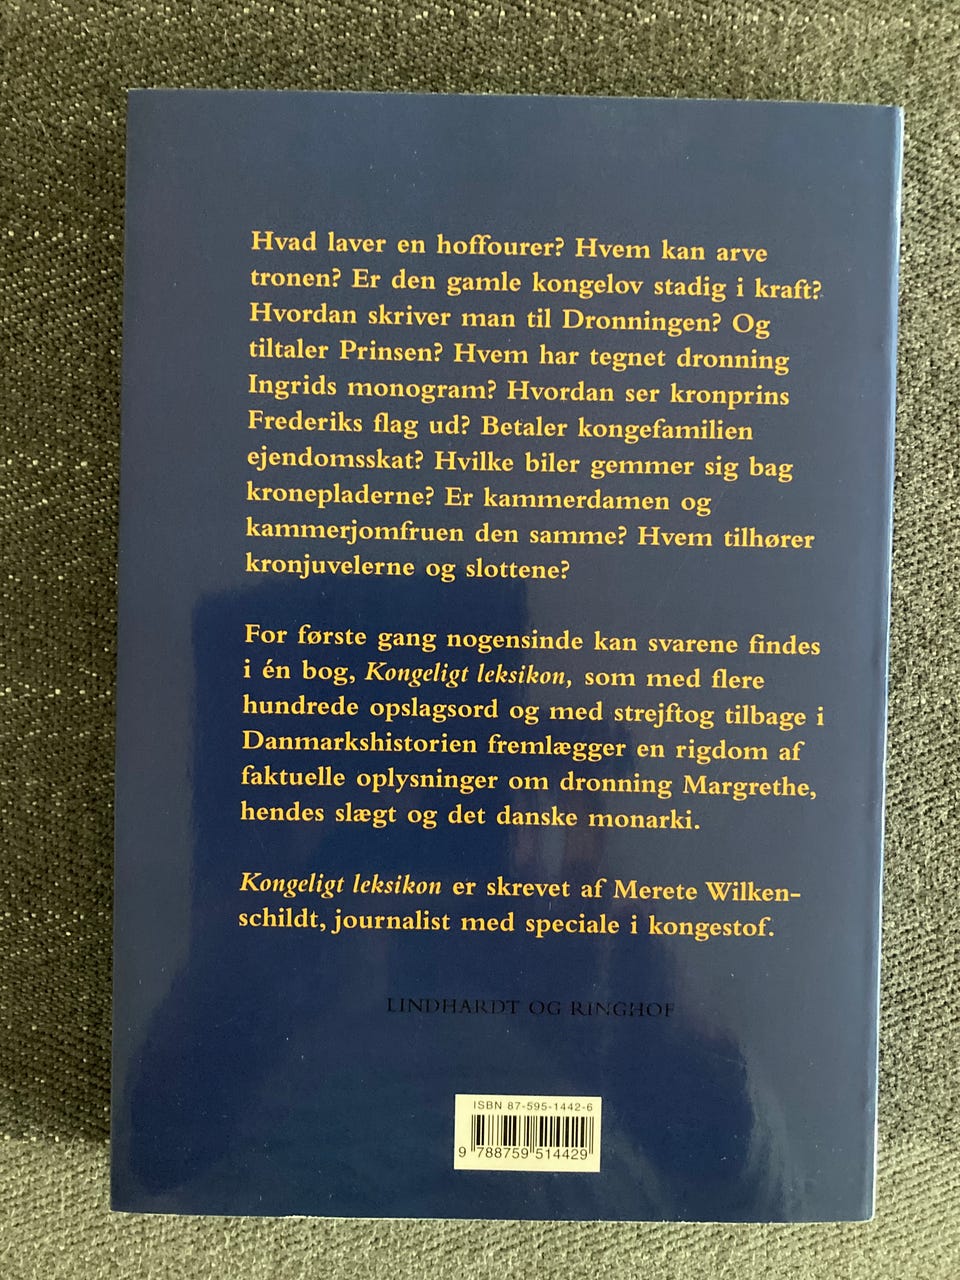 Hvad laver en hoffourer? Hvem kan arve
tronen? Er den gamle kongelov stadig i kraft?
Hvordan skriver man til Dronningen? Og
tiltaler Prinsen? Hvem har tegnet dronning
Ingrids monogram? Hvordan ser kronprins
Frederiks flag ud? Betaler kongefamilien
ejendomsskat? Hvilke biler gemmer sig bag
kronepladerne? Er kammerdamen og
kammerjomfruen den samme? Hvem tilhører
kronjuvelerne og slottene?
For første gang nogensinde kan svarene findes
i én bog, Kongeligt leksikon, som med flere
hundrede opslagsord og med strejftog tilbage i
Danmarkshistorien fremlægger en rigdom af
faktuelle oplysninger om dronning Margrethe,
hendes slægt og det danske monarki.
Kongeligt leksikon er skrevet af Merete Wilken-
schildt, journalist med speciale i kongestof.
LINDHARDT OG RINGHOF
ISBN 87-595-1442-6
9 788759 514429